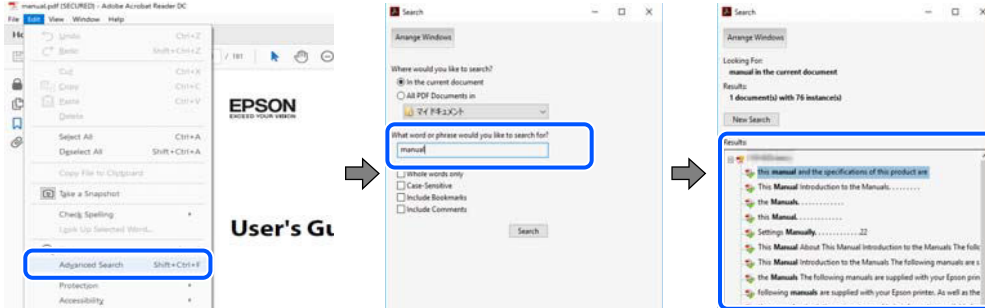 manual.pdf (SECURED) - Adobe Acrobat Reader DC
File Edit View Window Help
Undo Ctrl+Z
Redo Shift+Ctrl+Z
Cut Ctrl+X
Copy Ctrl+C
Paste Ctrl+V
Delete
Select All Ctrl+A
Deselect All Shift+Ctrl+A
Copy File to Clipboard
Take a Snapshot
Check Spelling
Look Up Selected Word...
Advanced Search Shift+Ctrl+F
Protection
Accessibility
/ 181
EPSON
EXCEED YOUR VISION
User's Gu
Search
Arrange Windows
Where would you like to search?
In the current document
All PDF Documents in
マイ ドキュメント
What word or phrase would you like to search for?
manual
Whole words only
Case-Sensitive
Include Bookmarks
Include Comments
Search
Search
Arrange Windows
Looking For:
manual in the current document
Results:
1 document(s) with 76 instance(s)
New Search
Results:
this manual and the specifications of this product are
This Manual Introduction to the Manuals. . . . . . . . .
the Manuals. . . . . . . . . . . . .
this Manual. . . . . . . . . . . . .
Settings Manually. . . . . . . . . . . . .22
This Manual About This Manual Introduction to the Manuals The follo
This Manual Introduction to the Manuals The following manuals are s
the Manuals The following manuals are supplied with your Epson prin
following manuals are supplied with your Epson printer. As well as the